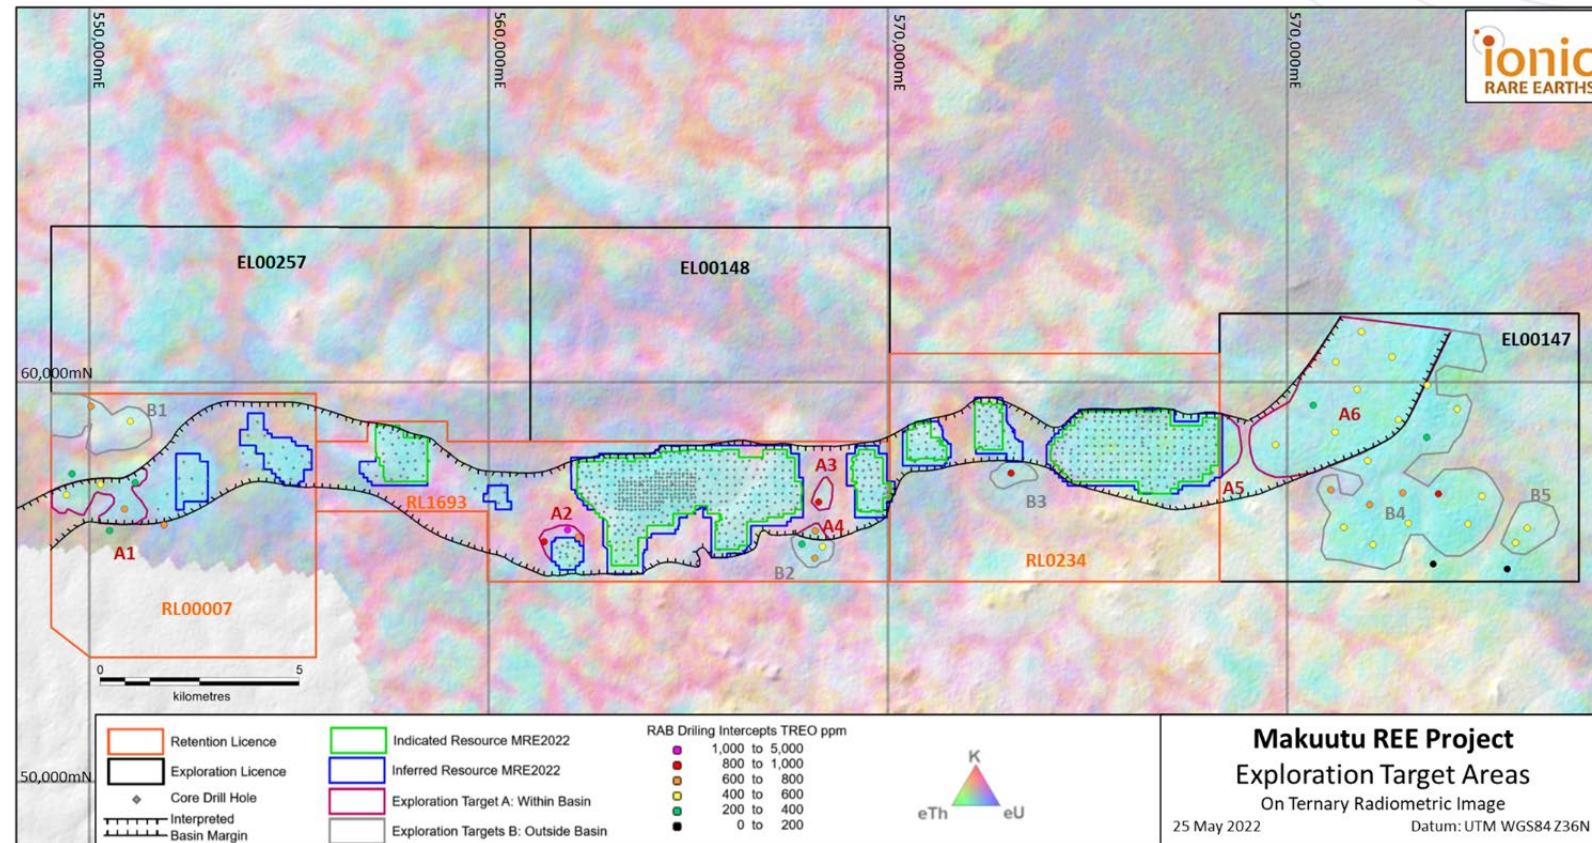 550,000mE
560,000mE
570,000mE
570,000mE
ionic
RARE EARTHS
EL00257
EL00148
EL00147
60,000mN
B1
A6
A3
RL1693
A2
A5
B3
B4
B5
A4
A1
B2
RL0234
RL00007
0 5
kilometres
50,000mN
Retention Licence
Exploration Licence
Core Drill Hole
Interpreted
Basin Margin
Indicated Resource MRE2022
Inferred Resource MRE2022
Exploration Target A: Within Basin
Exploration Targets B: Outside Basin
RAB Driling Intercepts TREO ppm
1,000 to 5,000
800 to 1,000
600 to 800
400 to 600
200 to 400
0 to 200
K
eTh eU
Makuutu REE Project
Exploration Target Areas
On Ternary Radiometric Image
25 May 2022 Datum: UTM WGS84 Z36N